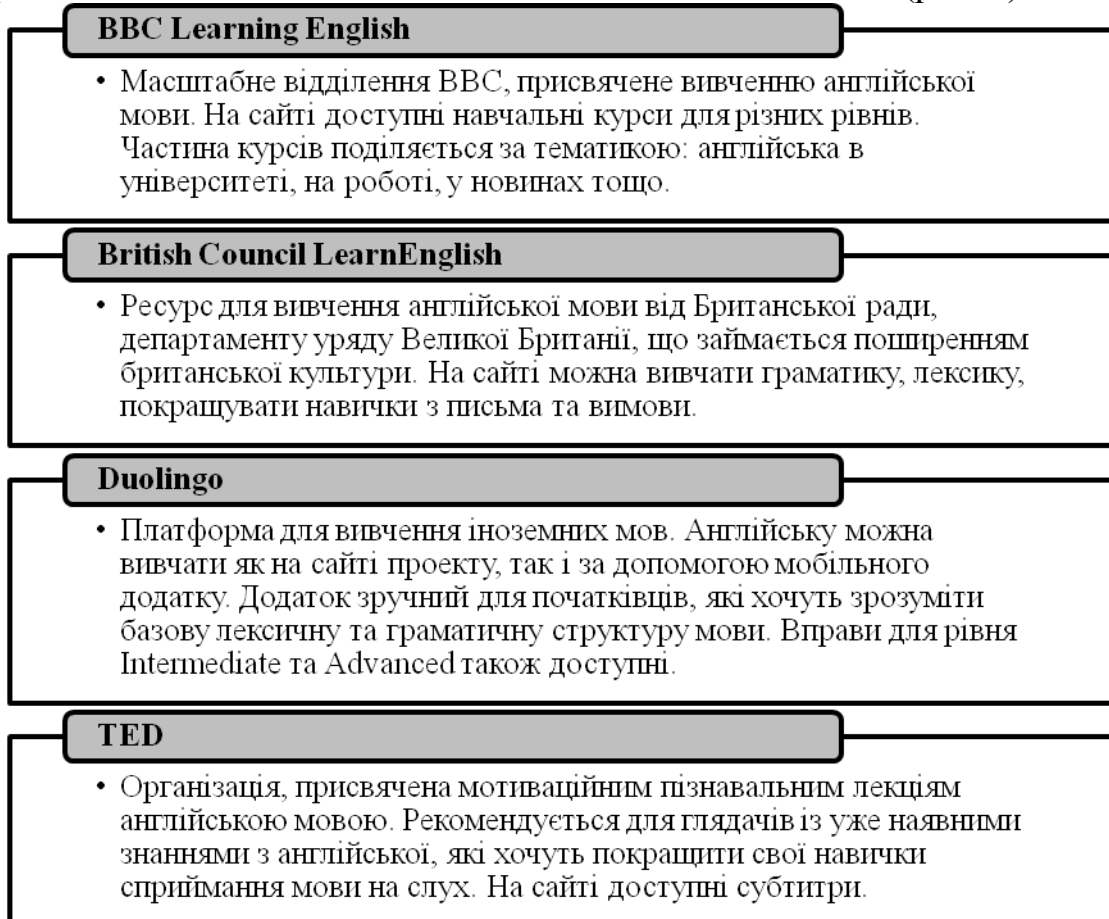 BBC Learning English
• Масштабне відділення BBC, присвячене вивченню англійської
мови. На сайті доступні навчальні курси для різних рівнів.
Частина курсів поділяється за тематикою: англійська в
університеті, на роботі, у новинах тощо.
British Council LearnEnglish
• Ресурс для вивчення англійської мови від Британської ради,
департаменту уряду Великої Британії, що займається поширенням
британської культури. На сайті можна вивчати граматику, лексику,
покращувати навички з письма та вимови.
Duolingo
• Платформа для вивчення іноземних мов. Англійську можна
вивчати як на сайті проекту, так і за допомогою мобільного
додатку. Додаток зручний для початківців, які хочуть зрозуміти
базову лексичну та граматичну структуру мови. Вправи для рівня
Intermediate та Advanced також доступні.
TED
• Організація, присвячена мотиваційним пізнавальним лекціям
англійською мовою. Рекомендується для глядачів із уже наявними
знаннями з англійської, які хочуть покращити свої навички
сприймання мови на слух. На сайті доступні субтитри.